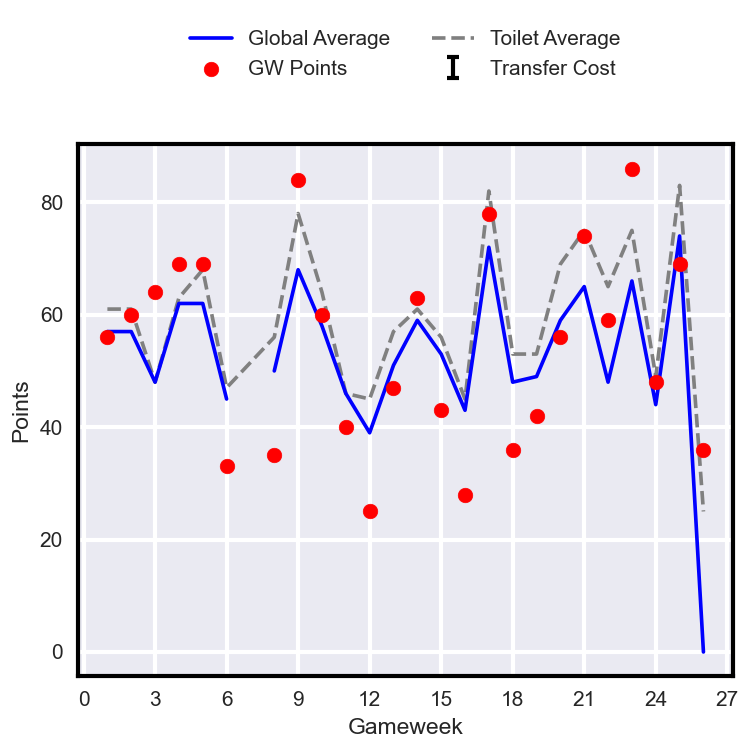 Global Average Toilet Average
GW Points Transfer Cost
80
60
40
20
0
Points
0 3 6 9 12 15 18 21 24 27
Gameweek